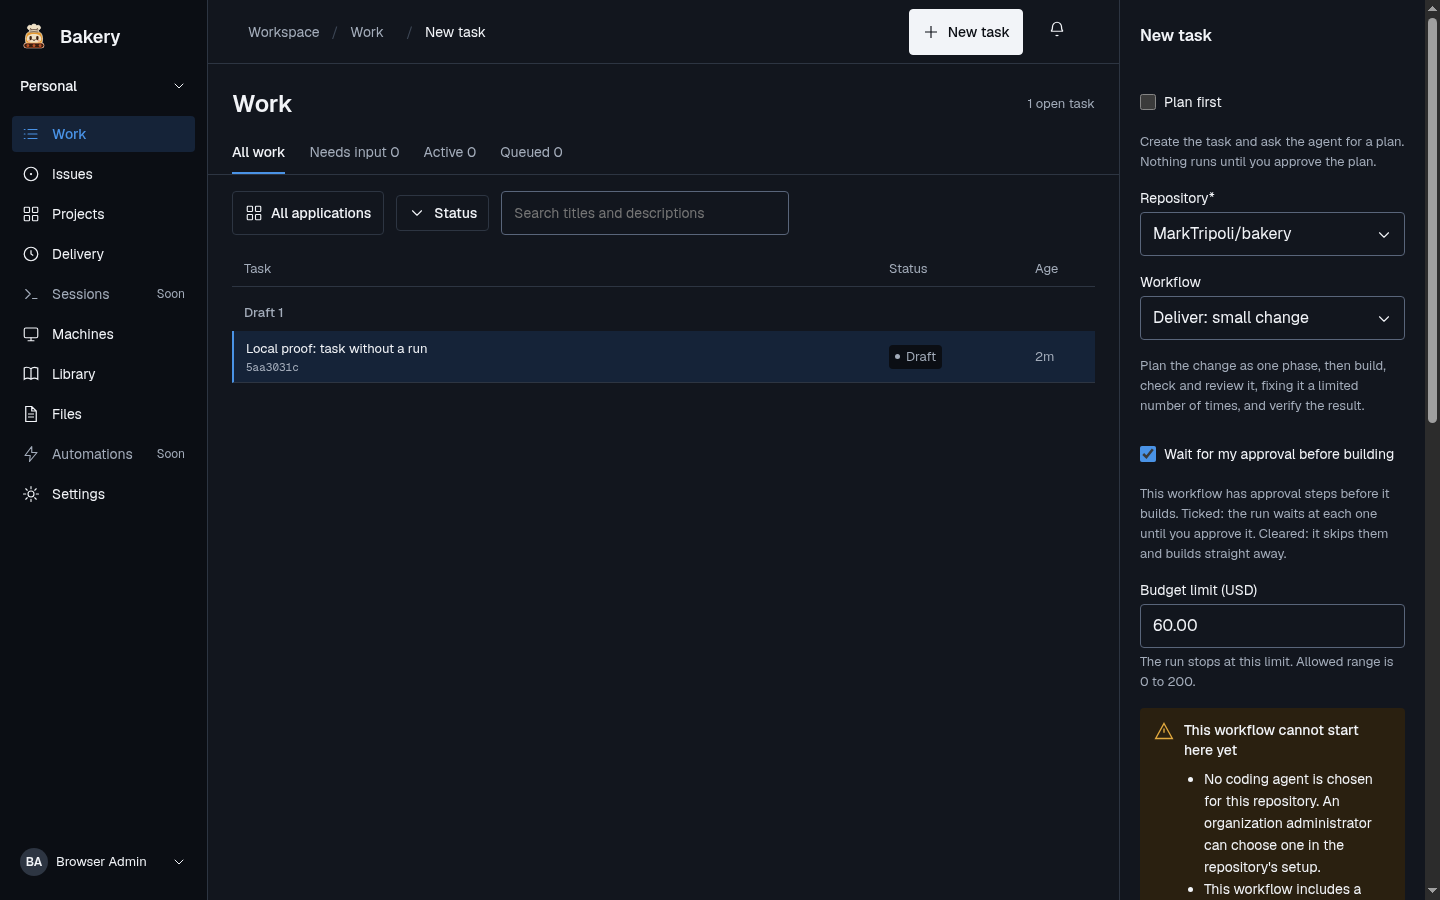 Bakery
Personal
Work
Issues
Projects
Delivery
Sessions Soon
Machines
Library
Files
Automations Soon
Settings
BA Browser Admin
Workspace / Work / New task
New task
Work
1 open task
All work Needs input 0 Active 0 Queued 0
All applications Status Search titles and descriptions
Task Status Age
Draft 1
Local proof: task without a run
5aa3031c
Draft
2m
New task
Plan first
Create the task and ask the agent for a plan.
Nothing runs until you approve the plan.
Repository*
MarkTripoli/bakery
Workflow
Deliver: small change
Plan the change as one phase, then build,
check and review it, fixing it a limited
number of times, and verify the result.
Wait for my approval before building
This workflow has approval steps before it
builds. Ticked: the run waits at each one
until you approve it. Cleared: it skips them
and builds straight away.
Budget limit (USD)
60.00
The run stops at this limit. Allowed range is
0 to 200.
This workflow cannot start
here yet
• No coding agent is chosen
for this repository. An
organization administrator
can choose one in the
repository's setup.
• This workflow includes a